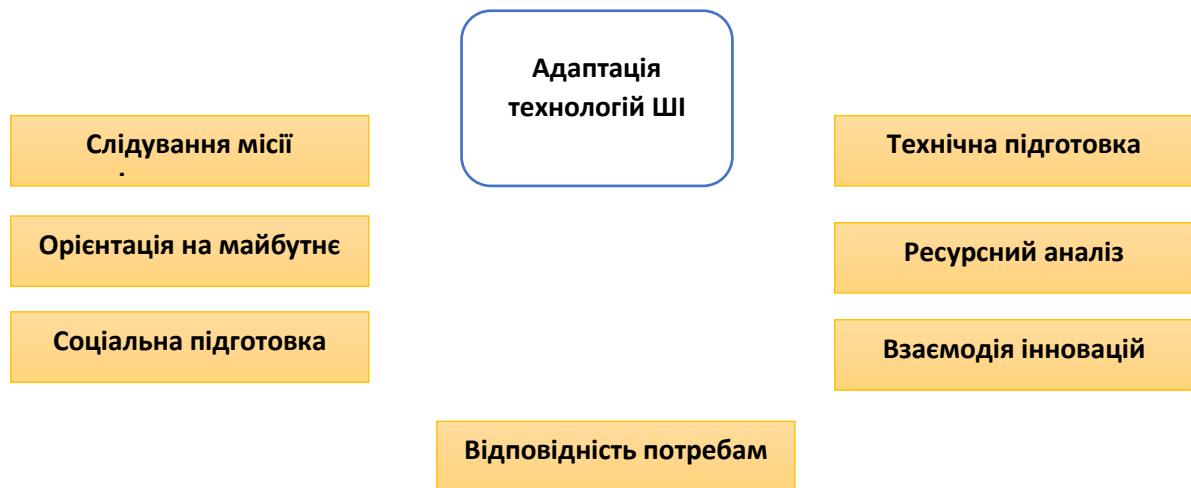 Адаптація
технологій ШІ
Слідування місії
Орієнтація на майбутнє
Соціальна підготовка
Технічна підготовка
Ресурсний аналіз
Взаємодія інновацій
Відповідність потребам